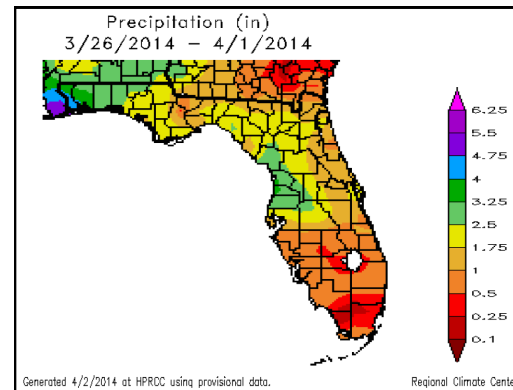 Precipitation (in)
3/26/2014 – 4/1/2014
6.25
5.5
4.75
4
3.25
2.5
1.75
1
0.5
0.25
0.1
Generated 4/2/2014 at HPRCC using provisional data.
Regional Climate Cente